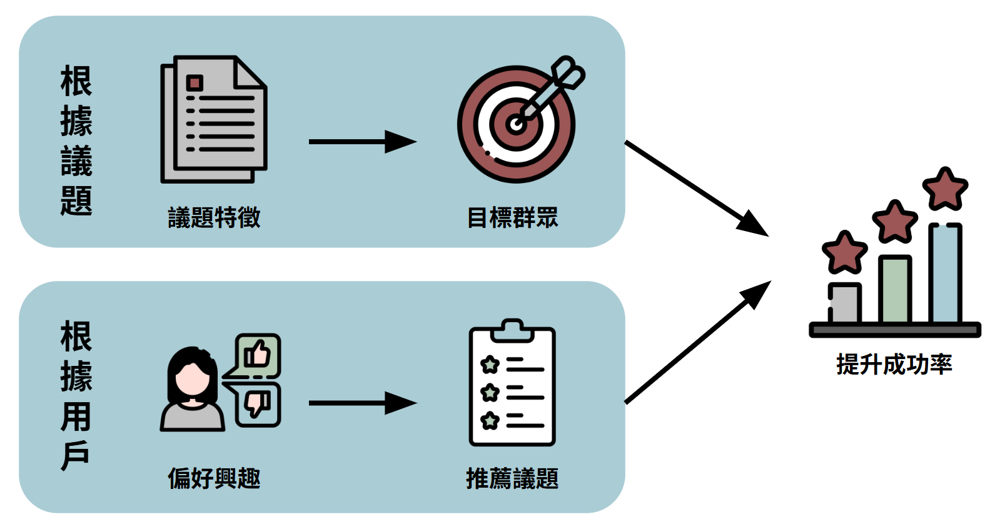 根據議題
議題特徵
目標群眾
根據用戶
偏好興趣
推薦議題
提升成功率